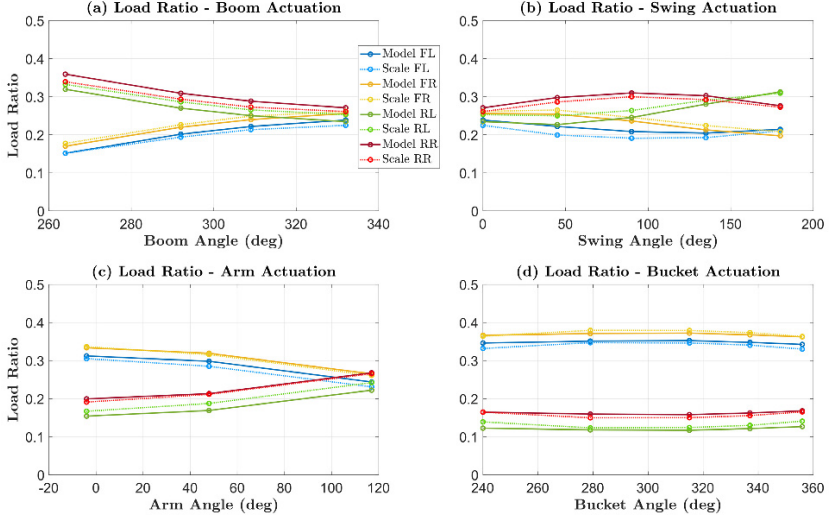 (a) Load Ratio - Boom Actuation
Load Ratio
0.5
0.4
0.3
0.2
0.1
0
260
280
300
320
340
Boom Angle (deg)
Model FL
Scale FL
Model FR
Scale FR
Model RL
Scale RL
Model RR
Scale RR
(b) Load Ratio - Swing Actuation
0.5
0.4
0.3
0.2
0.1
0
0
50
100
150
200
Swing Angle (deg)
(c) Load Ratio - Arm Actuation
Load Ratio
0.5
0.4
0.3
0.2
0.1
0
-20
0
20
40
60
80
100
120
Arm Angle (deg)
(d) Load Ratio - Bucket Actuation
0.5
0.4
0.3
0.2
0.1
0
240
260
280
300
320
340
360
Bucket Angle (deg)